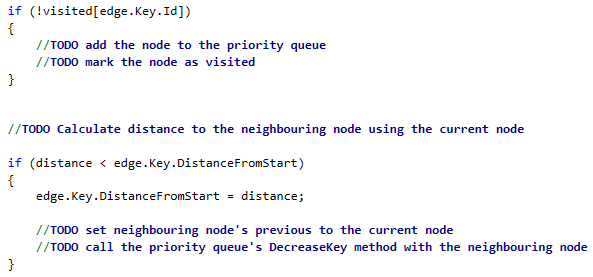 if (!visited[edge.Key.Id])
{
    //TODO add the node to the priority queue
    //TODO mark the node as visited
}
//TODO Calculate distance to the neighbouring node using the current node
if (distance < edge.Key.DistanceFromStart)
{
    edge.Key.DistanceFromStart = distance;
    //TODO set neighbouring node's previous to the current node
    //TODO call the priority queue's DecreaseKey method with the neighbouring node
}